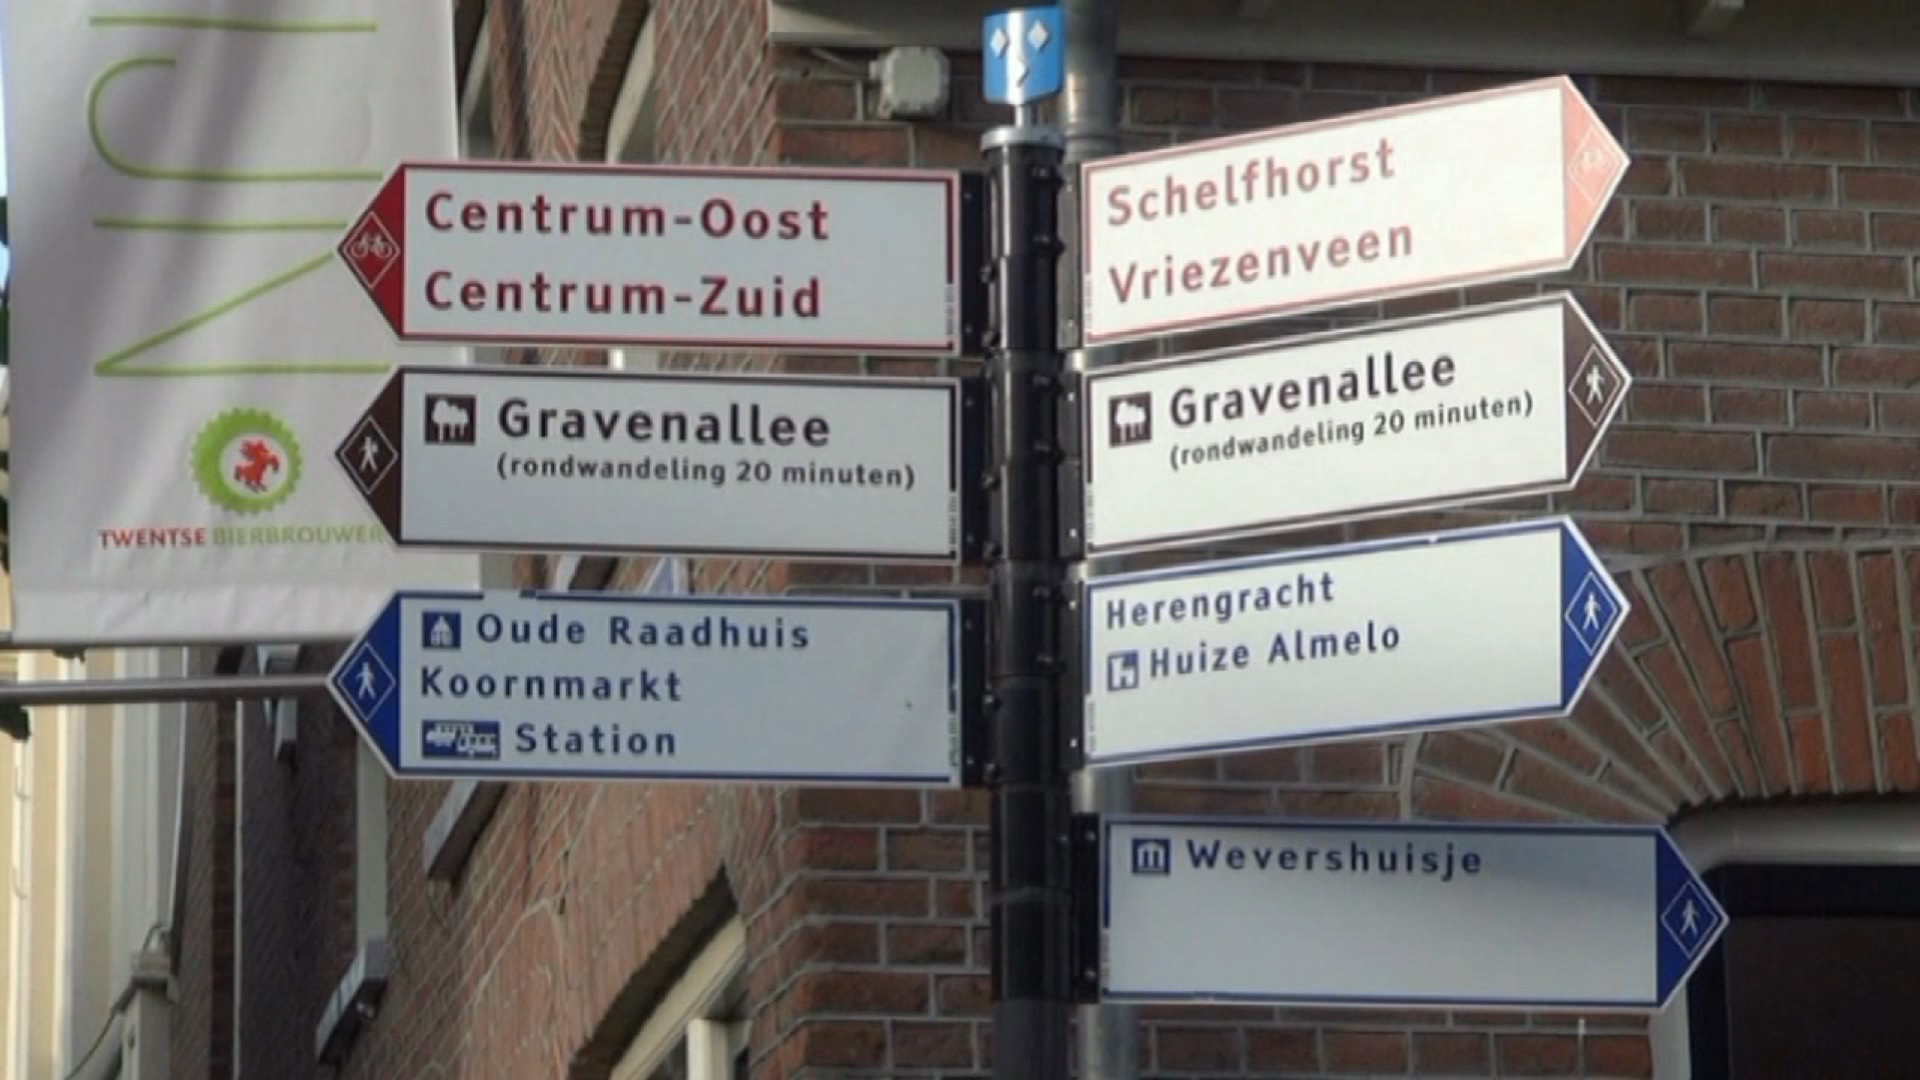 Centrum-Oost
Centrum-Zuid
Gravenallee
(rondwandeling 20 minuten)
Oude Raadhuis
Koornmarkt
Station
Schelfhorst
Vriezenveen
Gravenallee
(rondwandeling 20 minuten)
Herengracht
Huize Almelo
Wevershuisje
TWENTSE BIERBROUWER